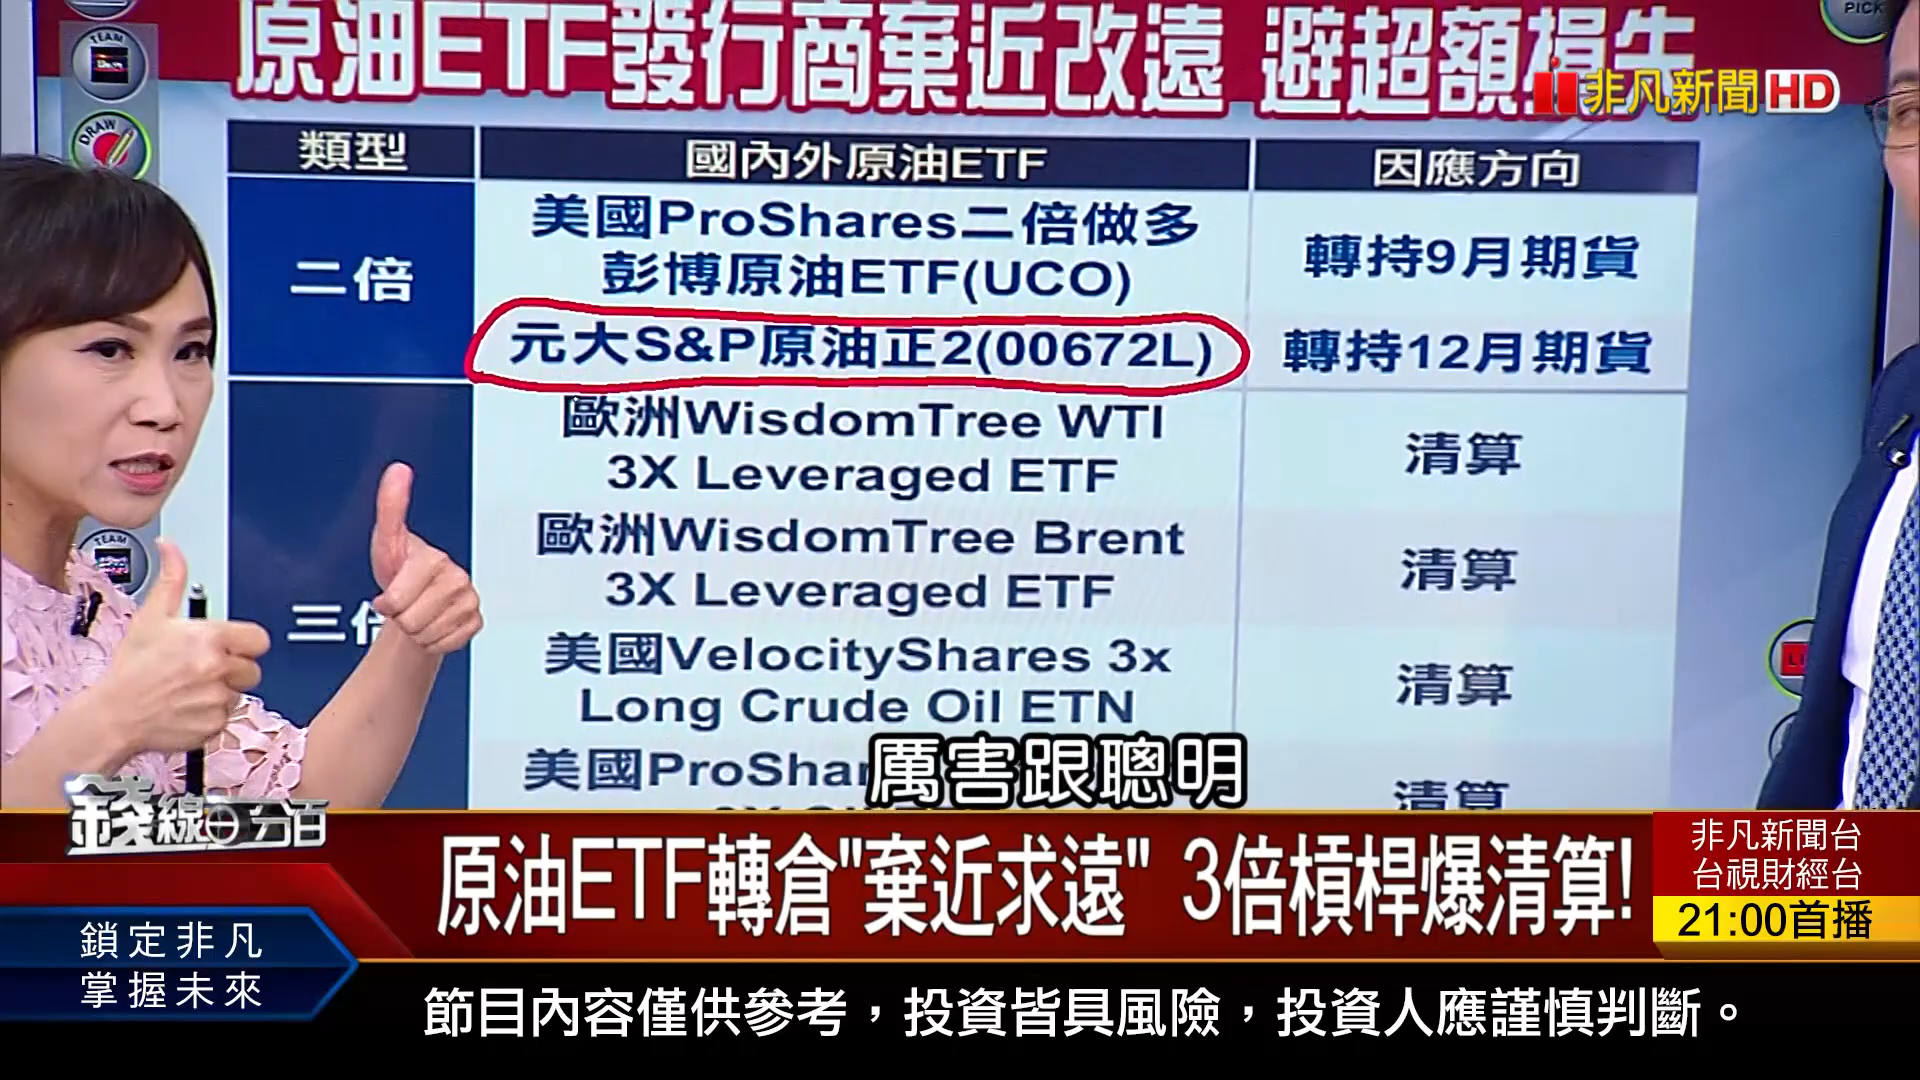 PICK
TEAM
原油ETF發行商棄近改遠 避超額損失
非凡新聞HD
DRAW
類型
國內外原油ETF
因應方向
二倍
美國ProShares二倍做多
彭博原油ETF(UCO)
轉持9月期貨
元大S&P原油正2(00672L)
轉持12月期貨
三倍
歐洲WisdomTree WTI
3X Leveraged ETF
清算
歐洲WisdomTree Brent
3X Leveraged ETF
清算
TEAM
美國VelocityShares 3x
Long Crude Oil ETN
清算
美國ProShar
清算
厲害跟聰明
錢線百分百
原油ETF轉倉"棄近求遠" 3倍槓桿爆清算!
非凡新聞台
台視財經台
21:00首播
鎖定非凡
掌握未來
節目內容僅供參考，投資皆具風險，投資人應謹慎判斷。